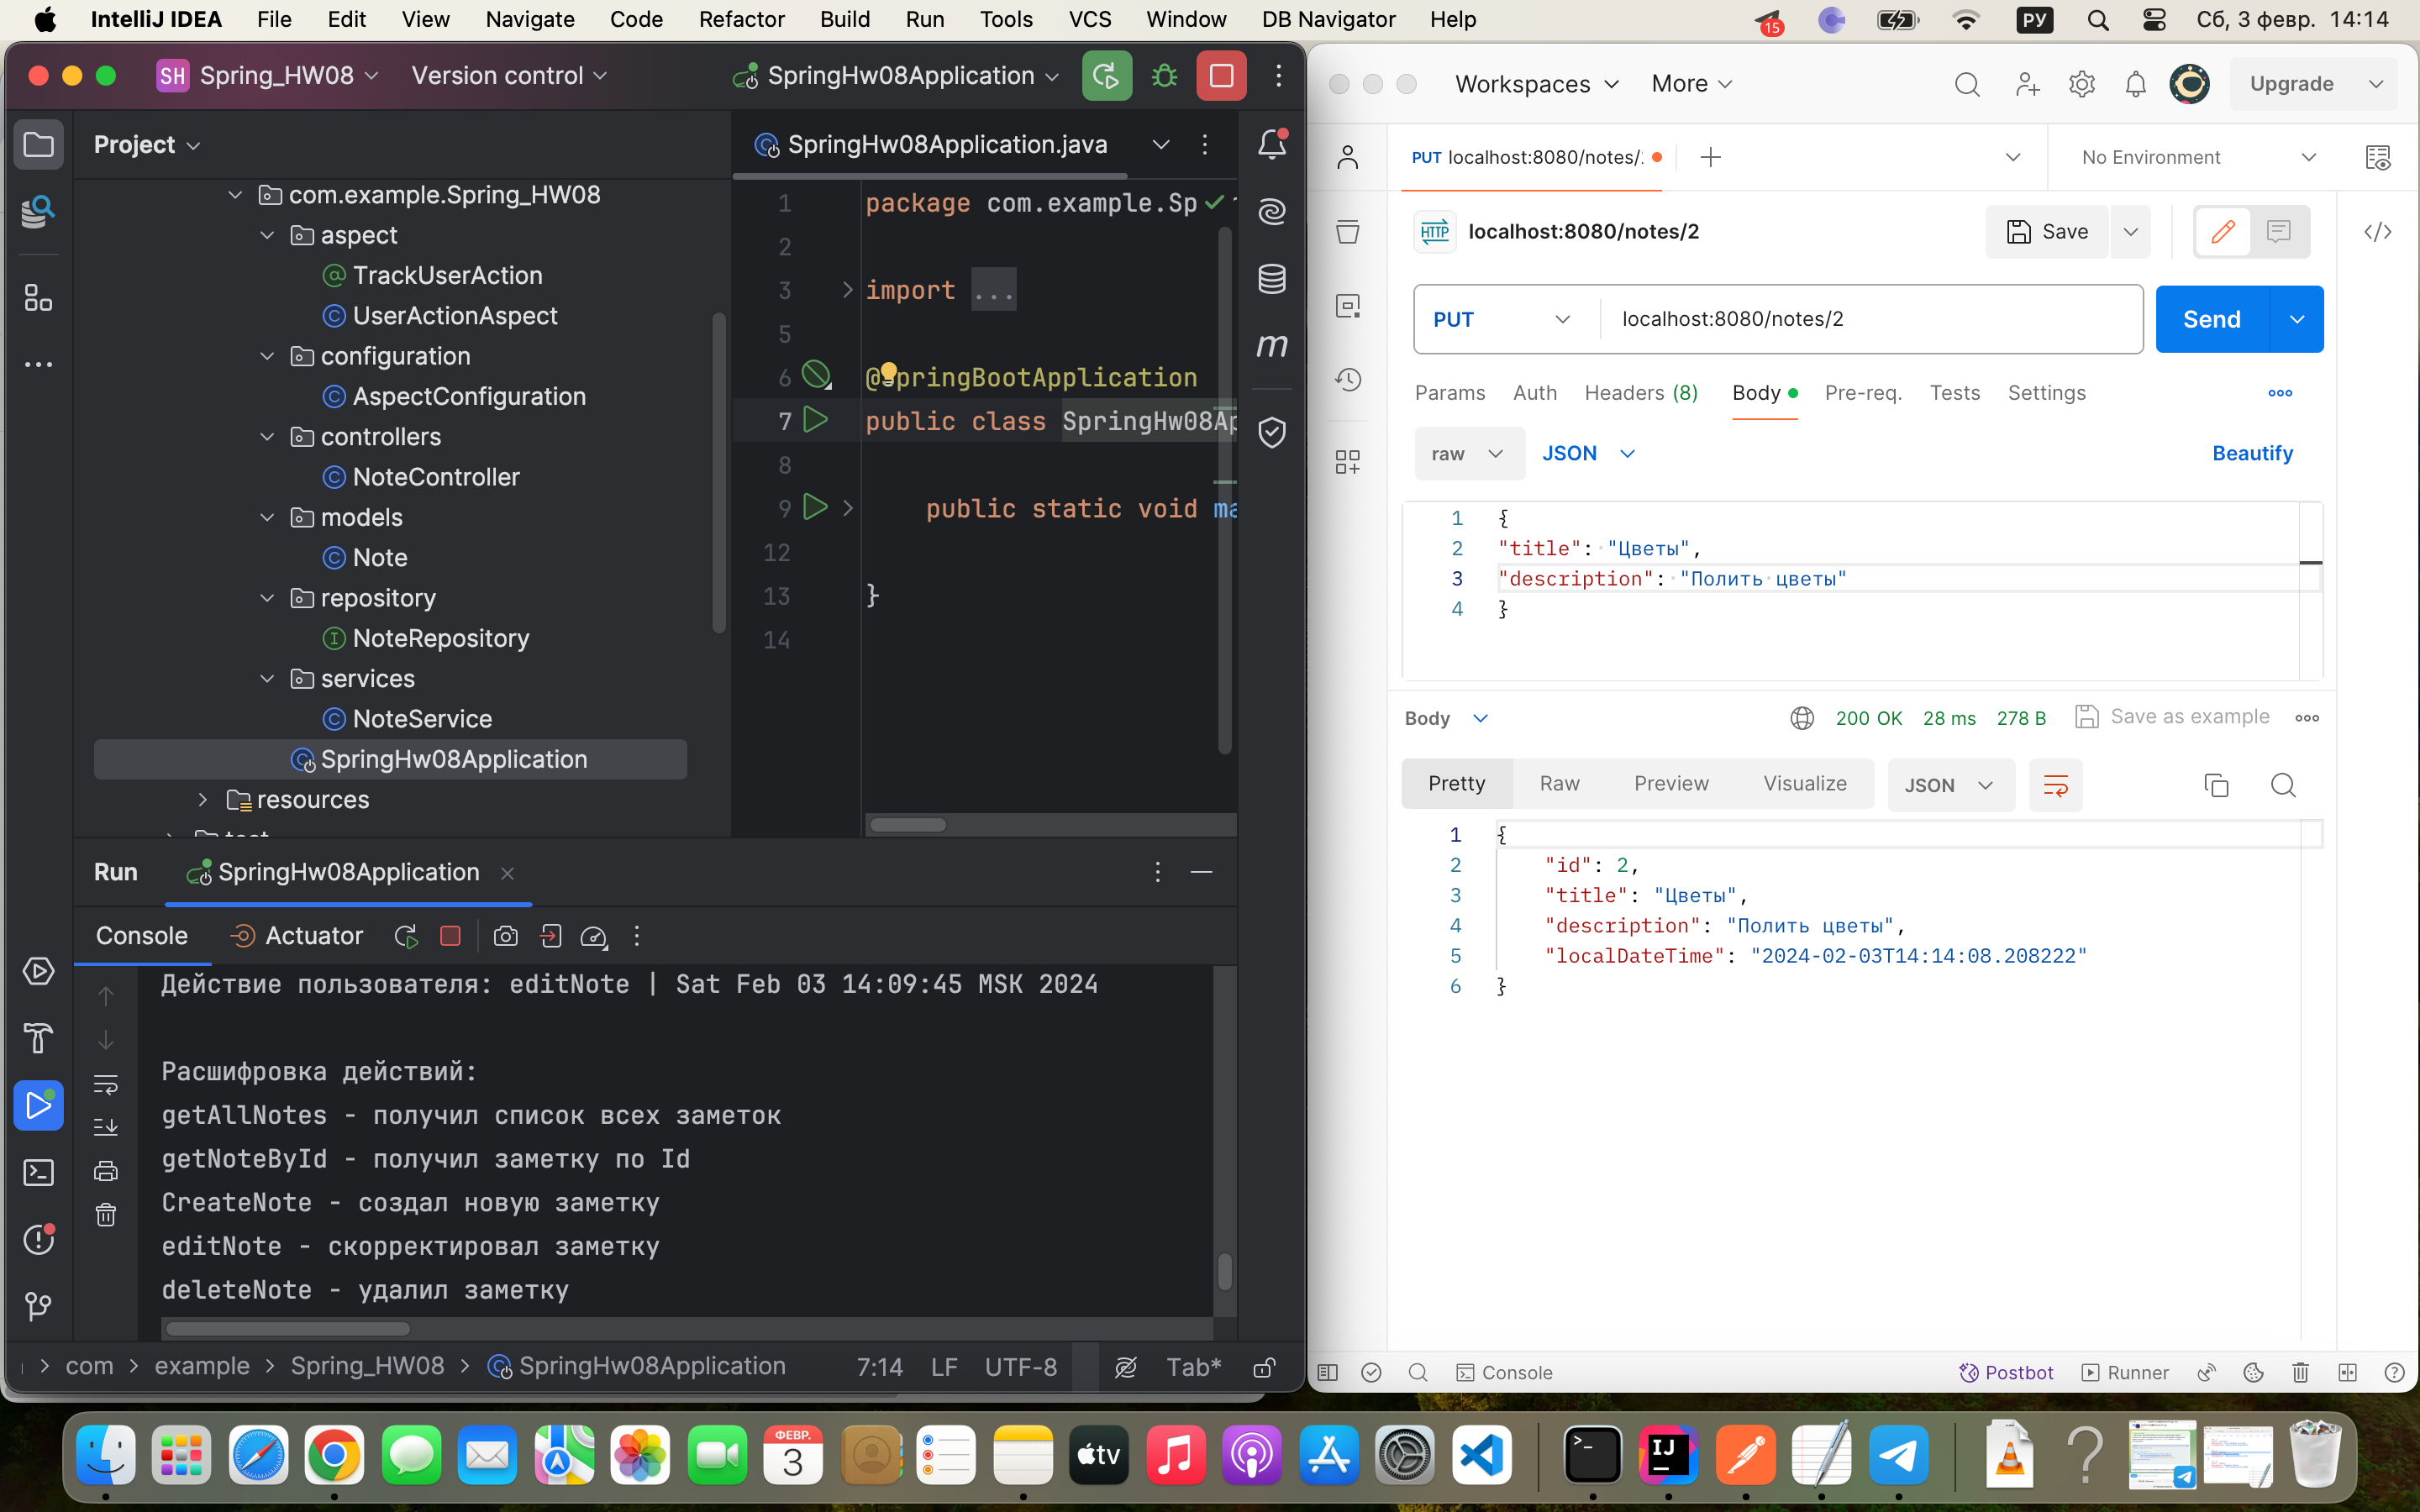 IntelliJ IDEA File Edit View Navigate Code Refactor Build Run Tools VCS Window DB Navigator Help 15 РУ Сб, 3 февр. 14:14
SH Spring_HW08 Version control SpringHw08Application
Project
com.example.Spring_HW08
aspect
TrackUserAction
UserActionAspect
configuration
AspectConfiguration
controllers
NoteController
models
Note
repository
NoteRepository
services
NoteService
SpringHw08Application
resources
SpringHw08Application.java
1 package com.example.Sp
2
3 import ...
5
6 @SpringBootApplication
7 public class SpringHw08Ap
8
9 public static void ma
12
13 }
14
m
Run SpringHw08Application
Console Actuator
Действие пользователя: editNote | Sat Feb 03 14:09:45 MSK 2024
Расшифровка действий:
getAllNotes - получил список всех заметок
getNoteById - получил заметку по Id
CreateNote - создал новую заметку
editNote - скорректировал заметку
deleteNote - удалил заметку
com > example > Spring_HW08 > SpringHw08Application 7:14 LF UTF-8 Tab*
Workspaces More Upgrade
PUT localhost:8080/notes/ No Environment
HTTP localhost:8080/notes/2 Save
PUT localhost:8080/notes/2 Send
Params Auth Headers (8) Body Pre-req. Tests Settings
raw JSON Beautify
1 {
2 "title": "Цветы",
3 "description": "Полить цветы"
4 }
Body 200 OK 28 ms 278 B Save as example
Pretty Raw Preview Visualize JSON
1 {
2 "id": 2,
3 "title": "Цветы",
4 "description": "Полить цветы",
5 "localDateTime": "2024-02-03T14:14:08.208222"
6 }
Console Postbot Runner
ФЕВР.
3
tv
IJ